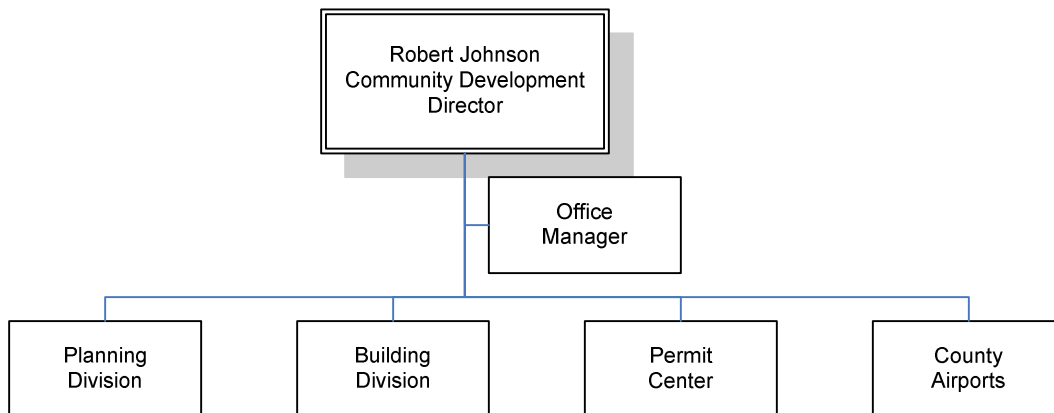 Robert Johnson
Community Development
Director
Office
Manager
Planning
Division
Building
Division
Permit
Center
County
Airports